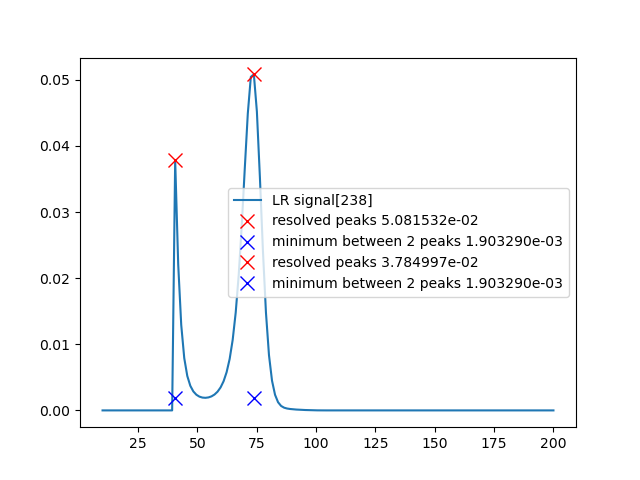 0.05
0.04
0.03
0.02
0.01
0.00
LR signal[238]
resolved peaks 5.081532e-02
minimum between 2 peaks 1.903290e-03
resolved peaks 3.784997e-02
minimum between 2 peaks 1.903290e-03
25 50 75 100 125 150 175 200